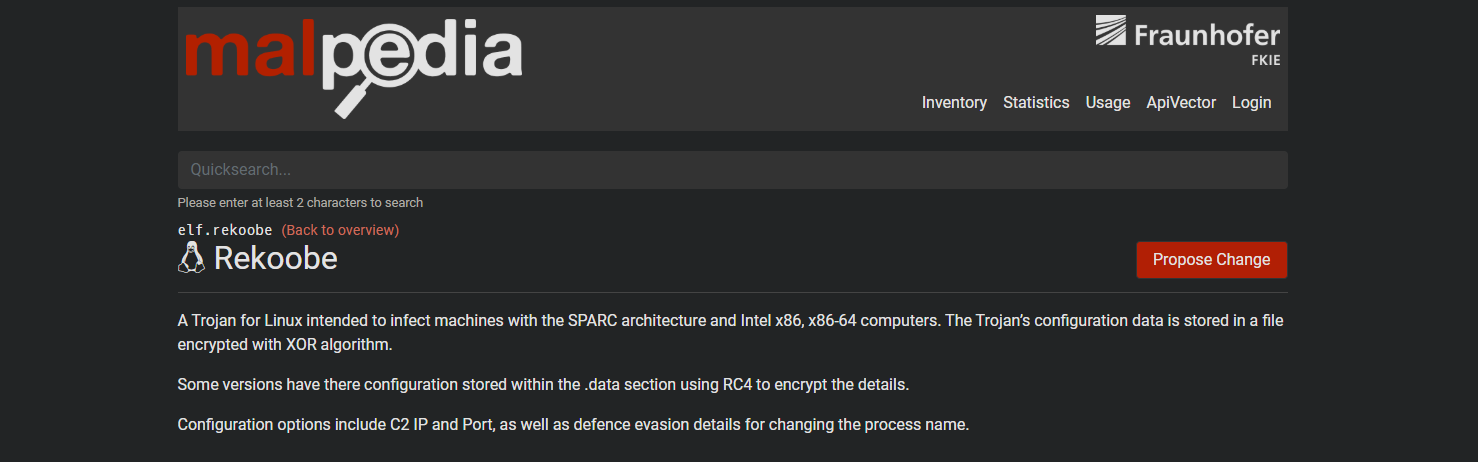 malpedia
Fraunhofer
FKIE
Inventory Statistics Usage ApiVector Login
Quicksearch...
Please enter at least 2 characters to search
elf.rekoobe (Back to overview)
Rekoobe
Propose Change
A Trojan for Linux intended to infect machines with the SPARC architecture and Intel x86, x86-64 computers. The Trojan’s configuration data is stored in a file
encrypted with XOR algorithm.
Some versions have there configuration stored within the .data section using RC4 to encrypt the details.
Configuration options include C2 IP and Port, as well as defence evasion details for changing the process name.